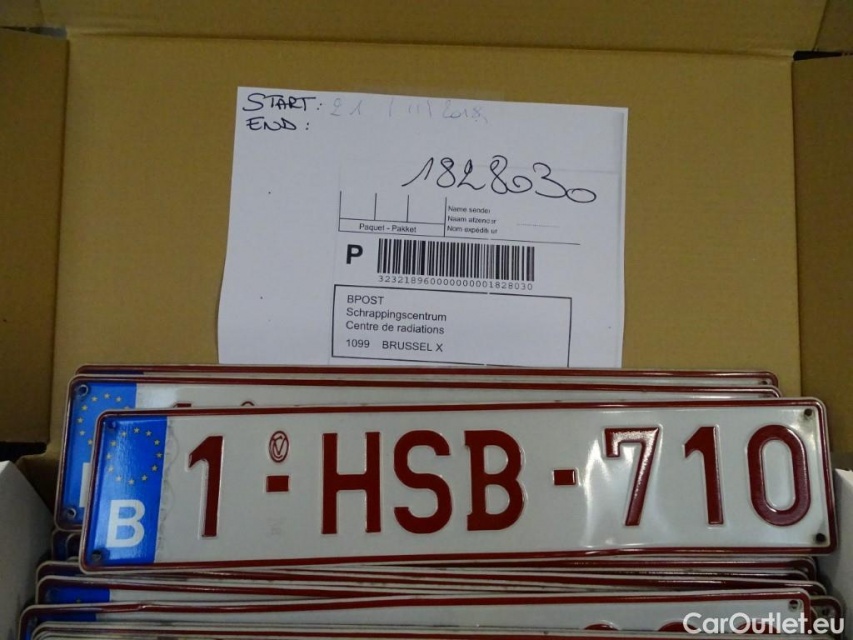 START: 21
END:
1828030
Name sender
Naam afzender
Paquet - Pakket
Nom expéditeur
P
323218960000000001828030
BPOST
Schrappingscentrum
Centre de radiations
1099 BRUSSEL X
B 1-HSB-710
CarOutlet.eu